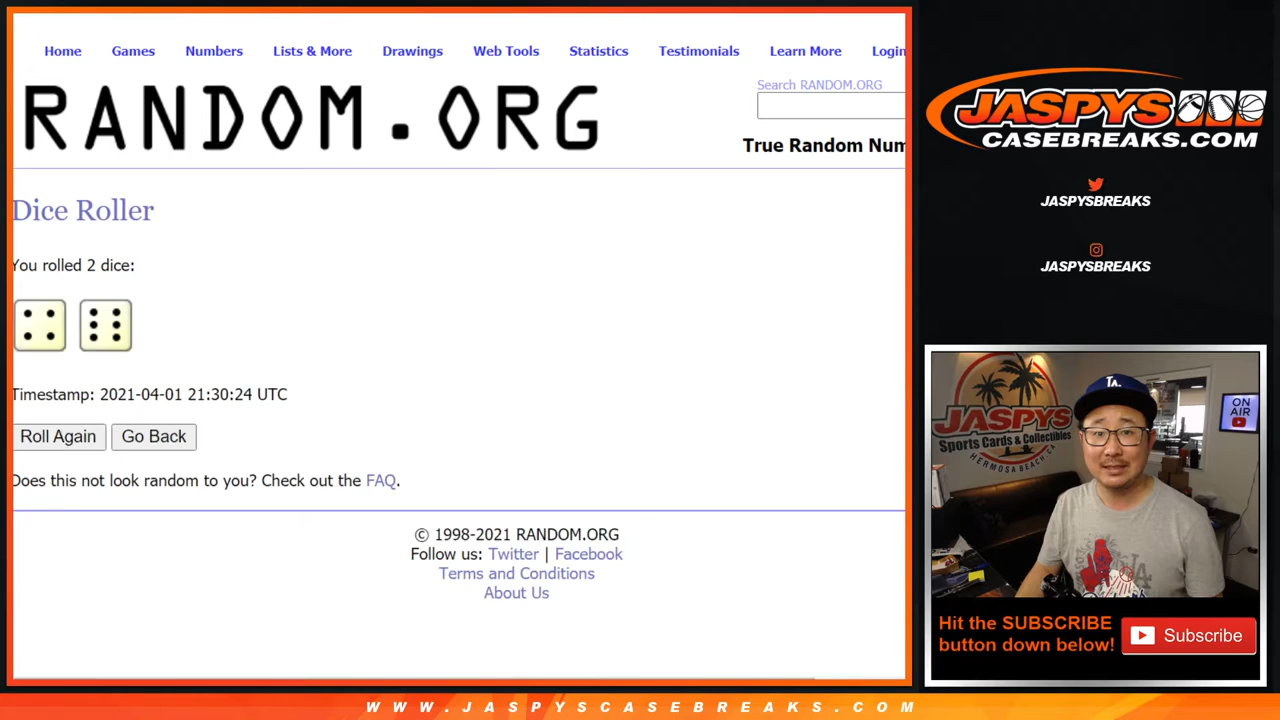 Home Games Numbers Lists & More Drawings Web Tools Statistics Testimonials Learn More Login
RANDOM.ORG
Search RANDOM.ORG
True Random Num
Dice Roller
You rolled 2 dice:
Timestamp: 2021-04-01 21:30:24 UTC
Roll Again Go Back
Does this not look random to you? Check out the FAQ.
© 1998-2021 RANDOM.ORG
Follow us: Twitter | Facebook
Terms and Conditions
About Us
JASPYS
CASEBREAKS.COM
JASPYSBREAKS
JASPYSBREAKS
JASPYS
Sports Cards & Collectibles
HERMOSA BEACH - CA
T.A.
ON
AIR
LA
Hit the SUBSCRIBE
button down below!
Subscribe
WWW.JASPYSCASEBREAKS.COM